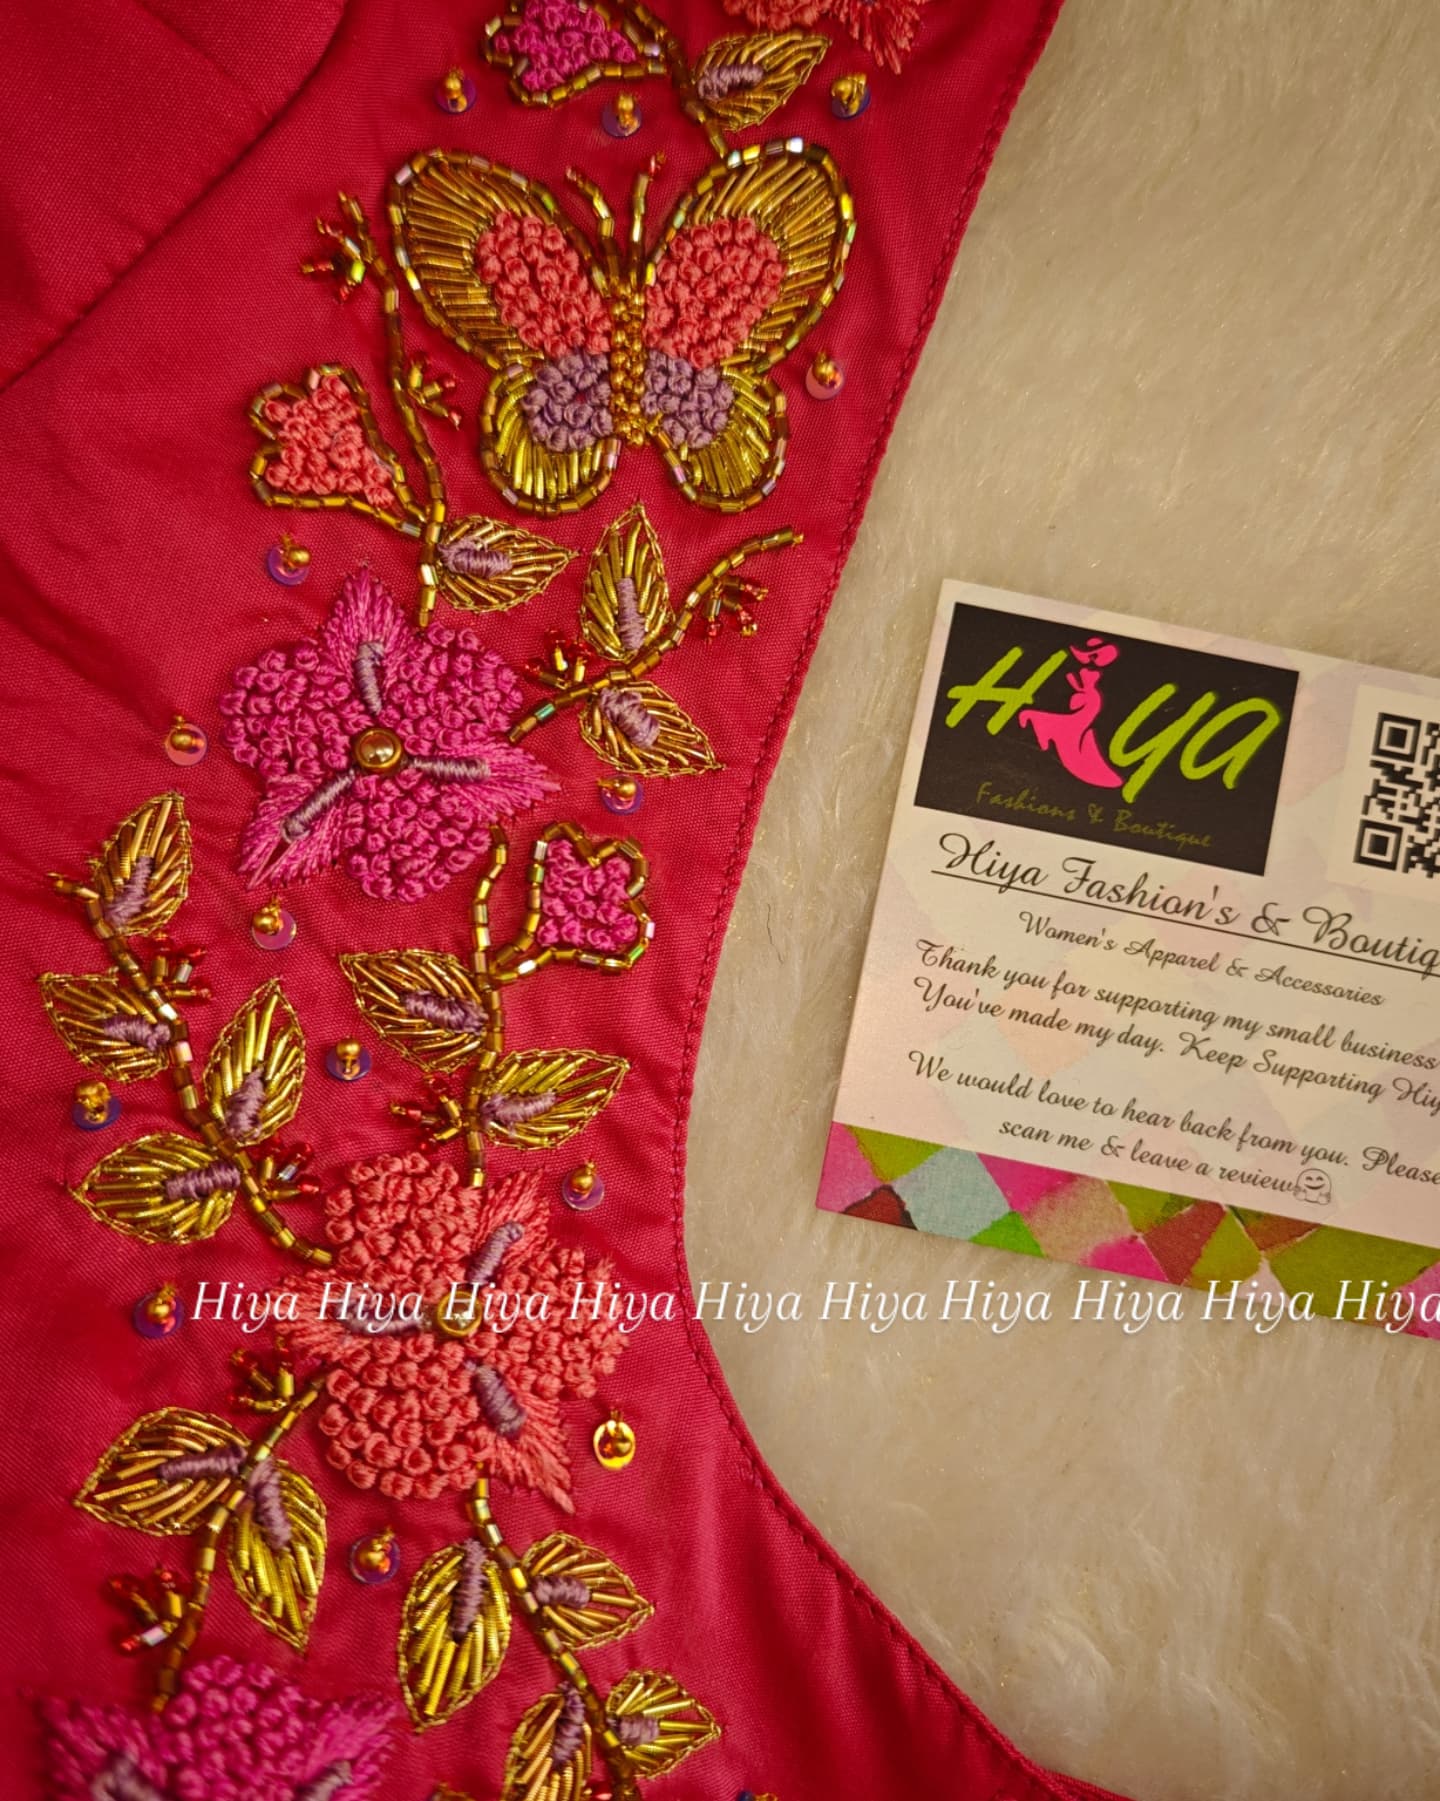 Hiya
Fashions & Boutique
Hiya Fashion's & Boutiq
Women's Apparel & Accessories
Thank you for supporting my small business
You've made my day. Keep Supporting Hiy
We would love to hear back from you. Please
scan me & leave a review🤗
Hiya Hiya Hiya Hiya Hiya Hiya Hiya Hiya Hiya Hiya